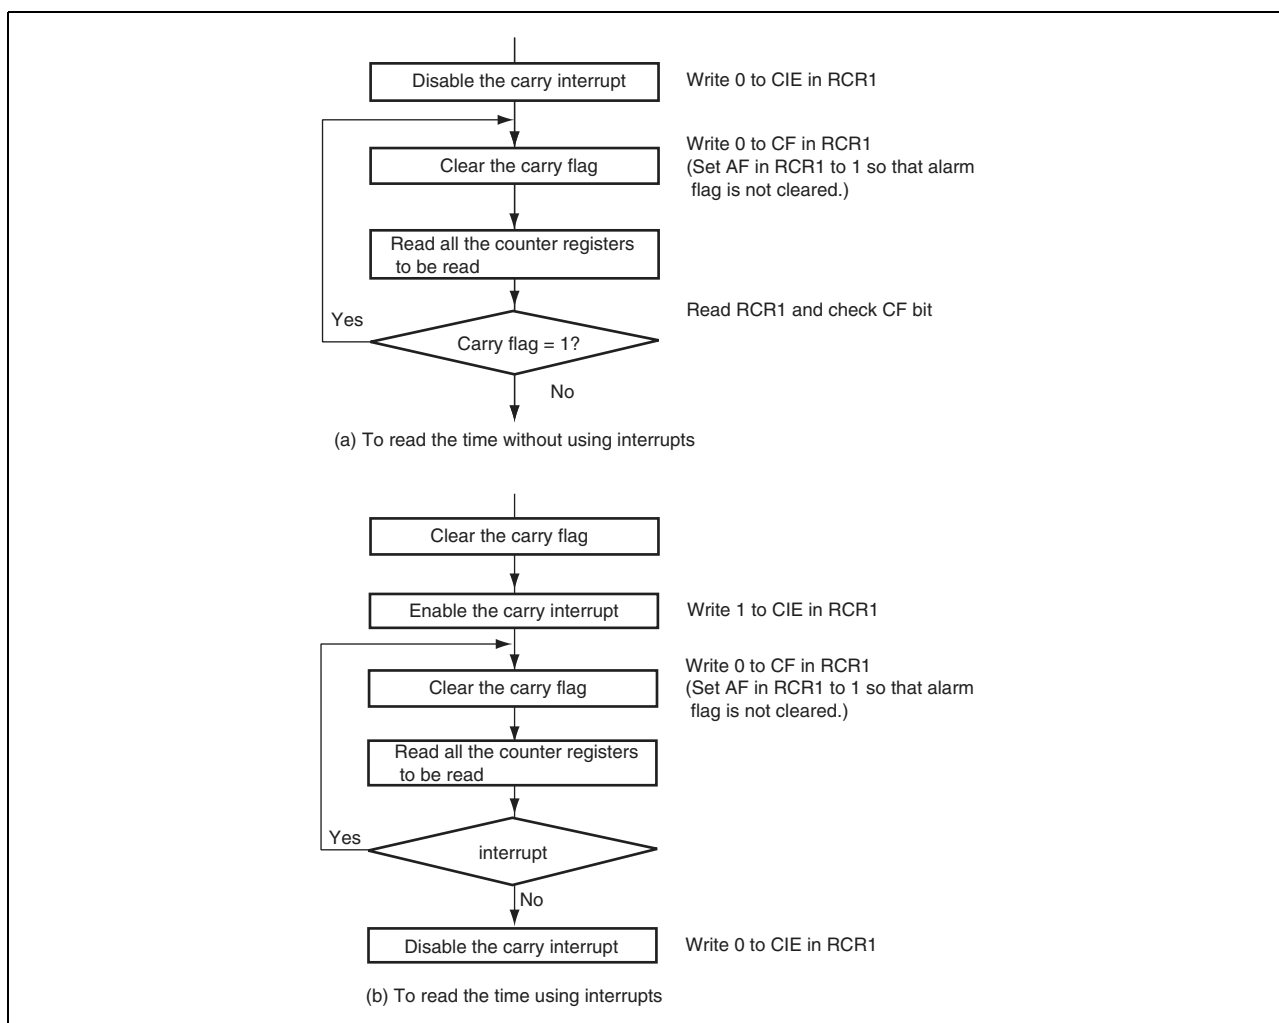 Disable the carry interrupt
Write 0 to CIE in RCR1
Write 0 to CF in RCR1
Clear the carry flag
(Set AF in RCR1 to 1 so that alarm
flag is not cleared.)
Read all the counter registers
to be read
Read RCR1 and check CF bit
Yes
Carry flag = 1?
No
(a) To read the time without using interrupts
Clear the carry flag
Enable the carry interrupt
Write 1 to CIE in RCR1
Write 0 to CF in RCR1
Clear the carry flag
(Set AF in RCR1 to 1 so that alarm
flag is not cleared.)
Read all the counter registers
to be read
Yes
interrupt
No
Disable the carry interrupt
Write 0 to CIE in RCR1
(b) To read the time using interrupts